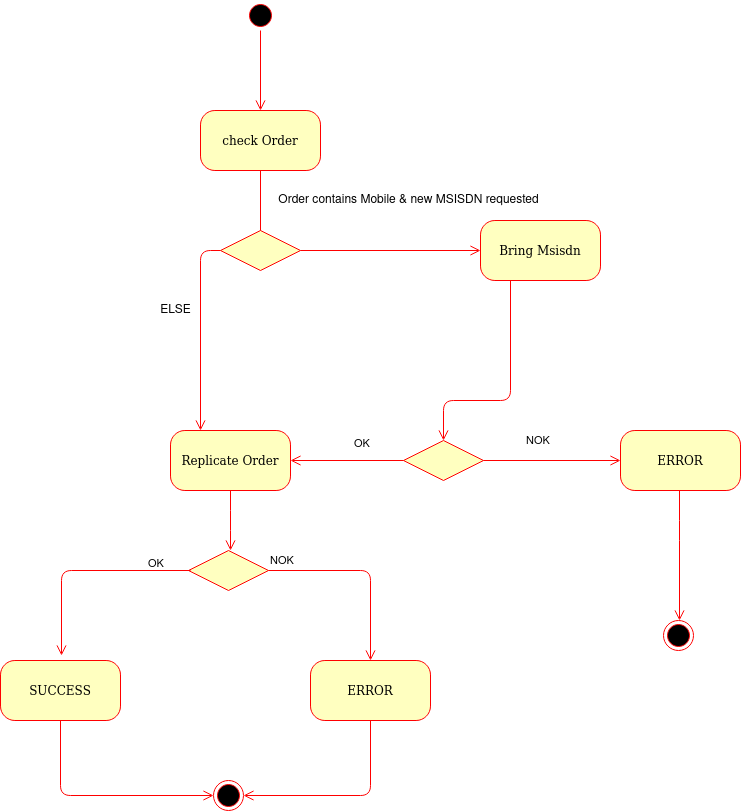 check Order
Order contains Mobile & new MSISDN requested
Bring Msisdn
ELSE
OK
NOK
Replicate Order
ERROR
OK
NOK
SUCCESS
ERROR